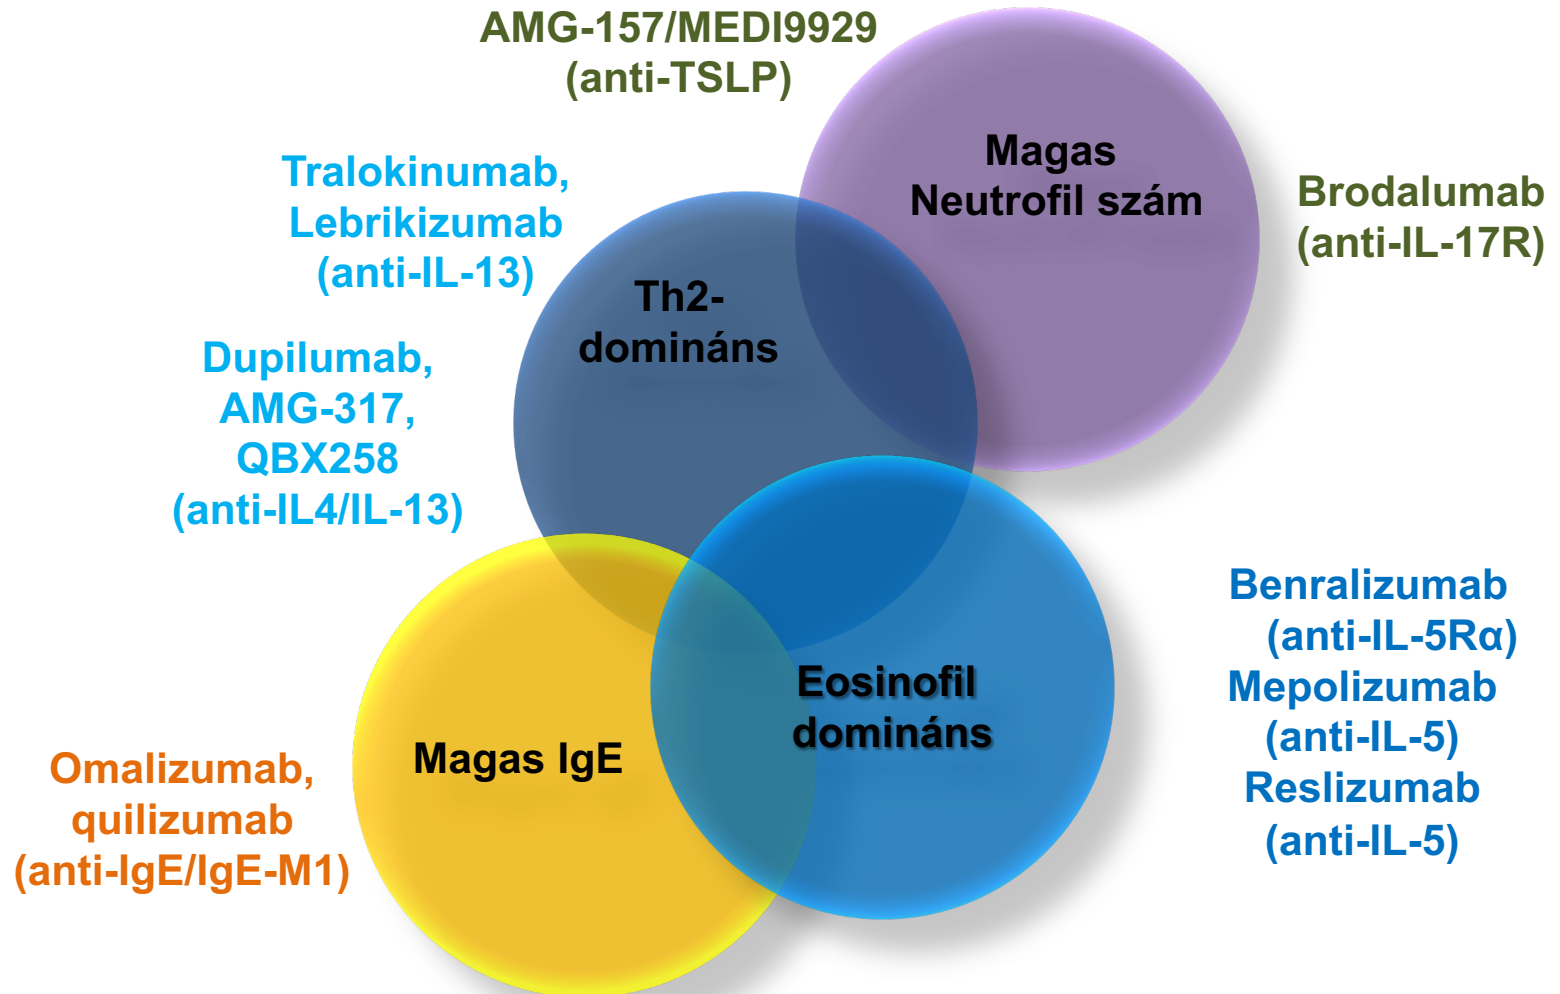 AMG-157/MEDI9929
(anti-TSLP)
Magas
Neutrofil szám
Brodalumab
(anti-IL-17R)
Tralokinumab,
Lebrikizumab
(anti-IL-13)
Th2-
domináns
Dupilumab,
AMG-317,
QBX258
(anti-IL4/IL-13)
Benralizumab
(anti-IL-5Rα)
Mepolizumab
(anti-IL-5)
Reslizumab
(anti-IL-5)
Eosinofil
domináns
Magas IgE
Omalizumab,
quilizumab
(anti-IgE/IgE-M1)